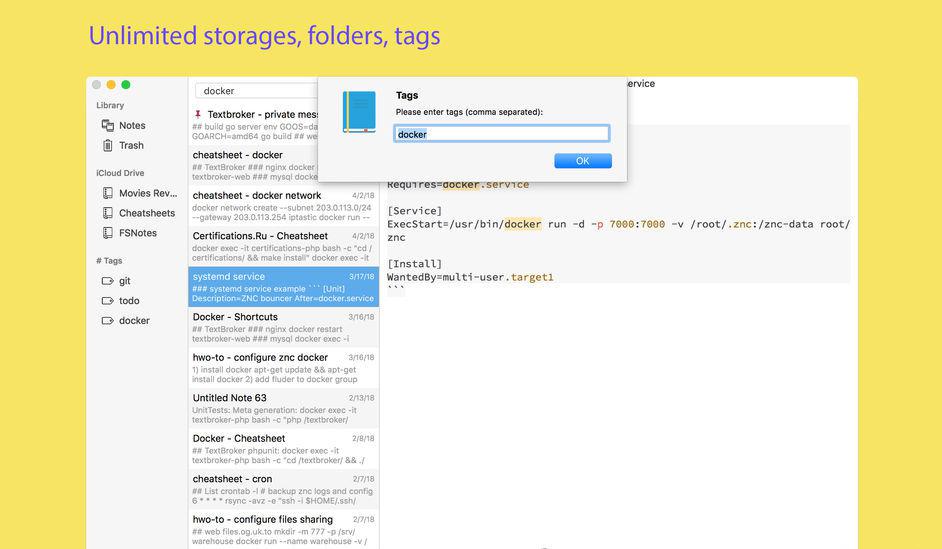 Unlimited storages, folders, tags
docker
Library
Notes
Trash
iCloud Drive
Movies Rev...
Cheatsheets
FSNotes
# Tags
git
todo
docker
Textbroker - private mess
## build go server env GOOS=da
GOARCH=amd64 go build ## we
cheatsheet - docker
## TextBroker ### nginx docker
textbroker-web ### mysql docke
cheatsheet - docker network 4/2/18
docker network create --subnet 203.0.113.0/24
--gateway 203.0.113.254 iptastic docker run --
Certifications.Ru - Cheatsheet 4/2/18
docker exec -it certifications-php bash -c "cd /
certifications/ && make install" docker exec -it
systemd service 3/17/18
### systemd service example ``` [Unit]
Description=ZNC bouncer After=docker.service
Docker - Shortcuts 3/16/18
## TextBroker ### nginx docker restart
textbroker-web ### mysql docker exec -i
hwo-to - configure znc docker 3/16/18
1) install docker apt-get update && apt-get
install docker 2) add fluder to docker group
Untitled Note 63 2/13/18
UnitTests: Meta generation: docker exec -it
textbroker-php bash -c "php /textbroker/
Docker - Cheatsheet 2/8/18
## TextBroker phpunit: docker exec -it
textbroker-php bash -c "cd /textbroker/ && ./
cheatsheet - cron 2/7/18
## List crontab -l # backup znc logs and config
6 * * * * rsync -avz -e "ssh -i $HOME/.ssh/
hwo-to - configure files sharing 2/7/18
## web files.og.uk.to mkdir -m 777 -p /srv/
warehouse docker run --name warehouse -v /
Tags
Please enter tags (comma separated):
docker
OK
ervice
Requires=docker.service
[Service]
ExecStart=/usr/bin/docker run -d -p 7000:7000 -v /root/.znc:/znc-data root/
znc
[Install]
WantedBy=multi-user.target1
```